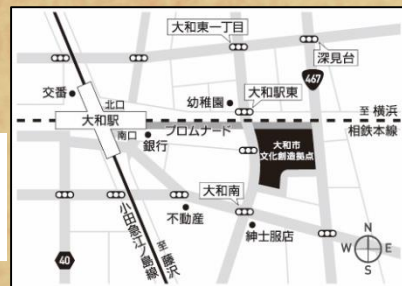 大和東一丁目
深見台
467
交番
北口
幼稚園
大和駅東
至 横浜
大和駅
プロムナード
相鉄本線
南口
銀行
大和市
文化創造拠点
大和南
不動産
紳士服店
小田急江ノ島線
至 藤沢
40
N
W
E
S